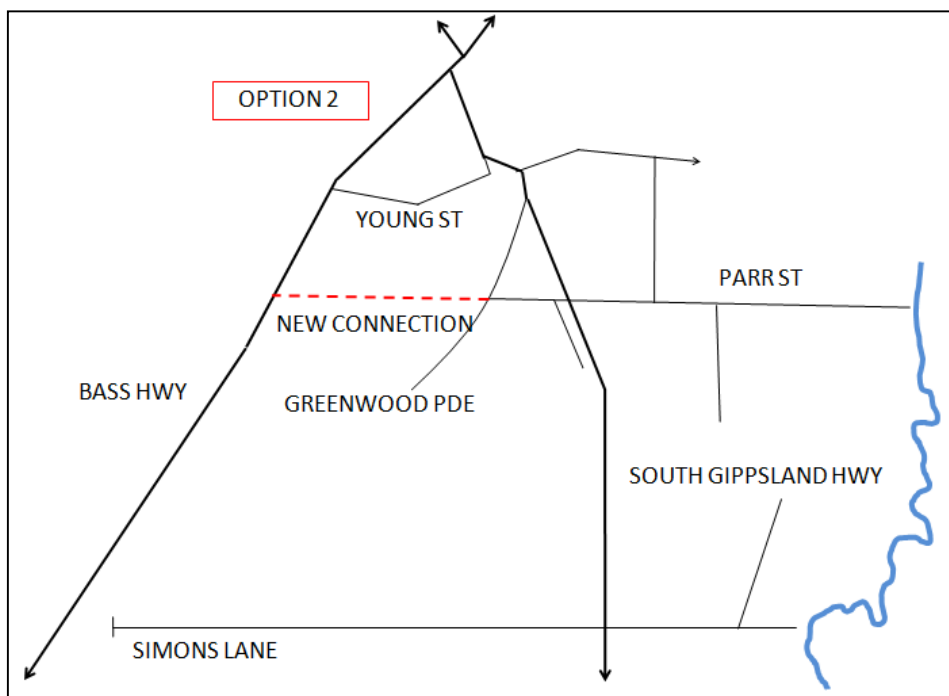 OPTION 2
YOUNG ST
PARR ST
NEW CONNECTION
BASS HWY
GREENWOOD PDE
SOUTH GIPPSLAND HWY
SIMONS LANE